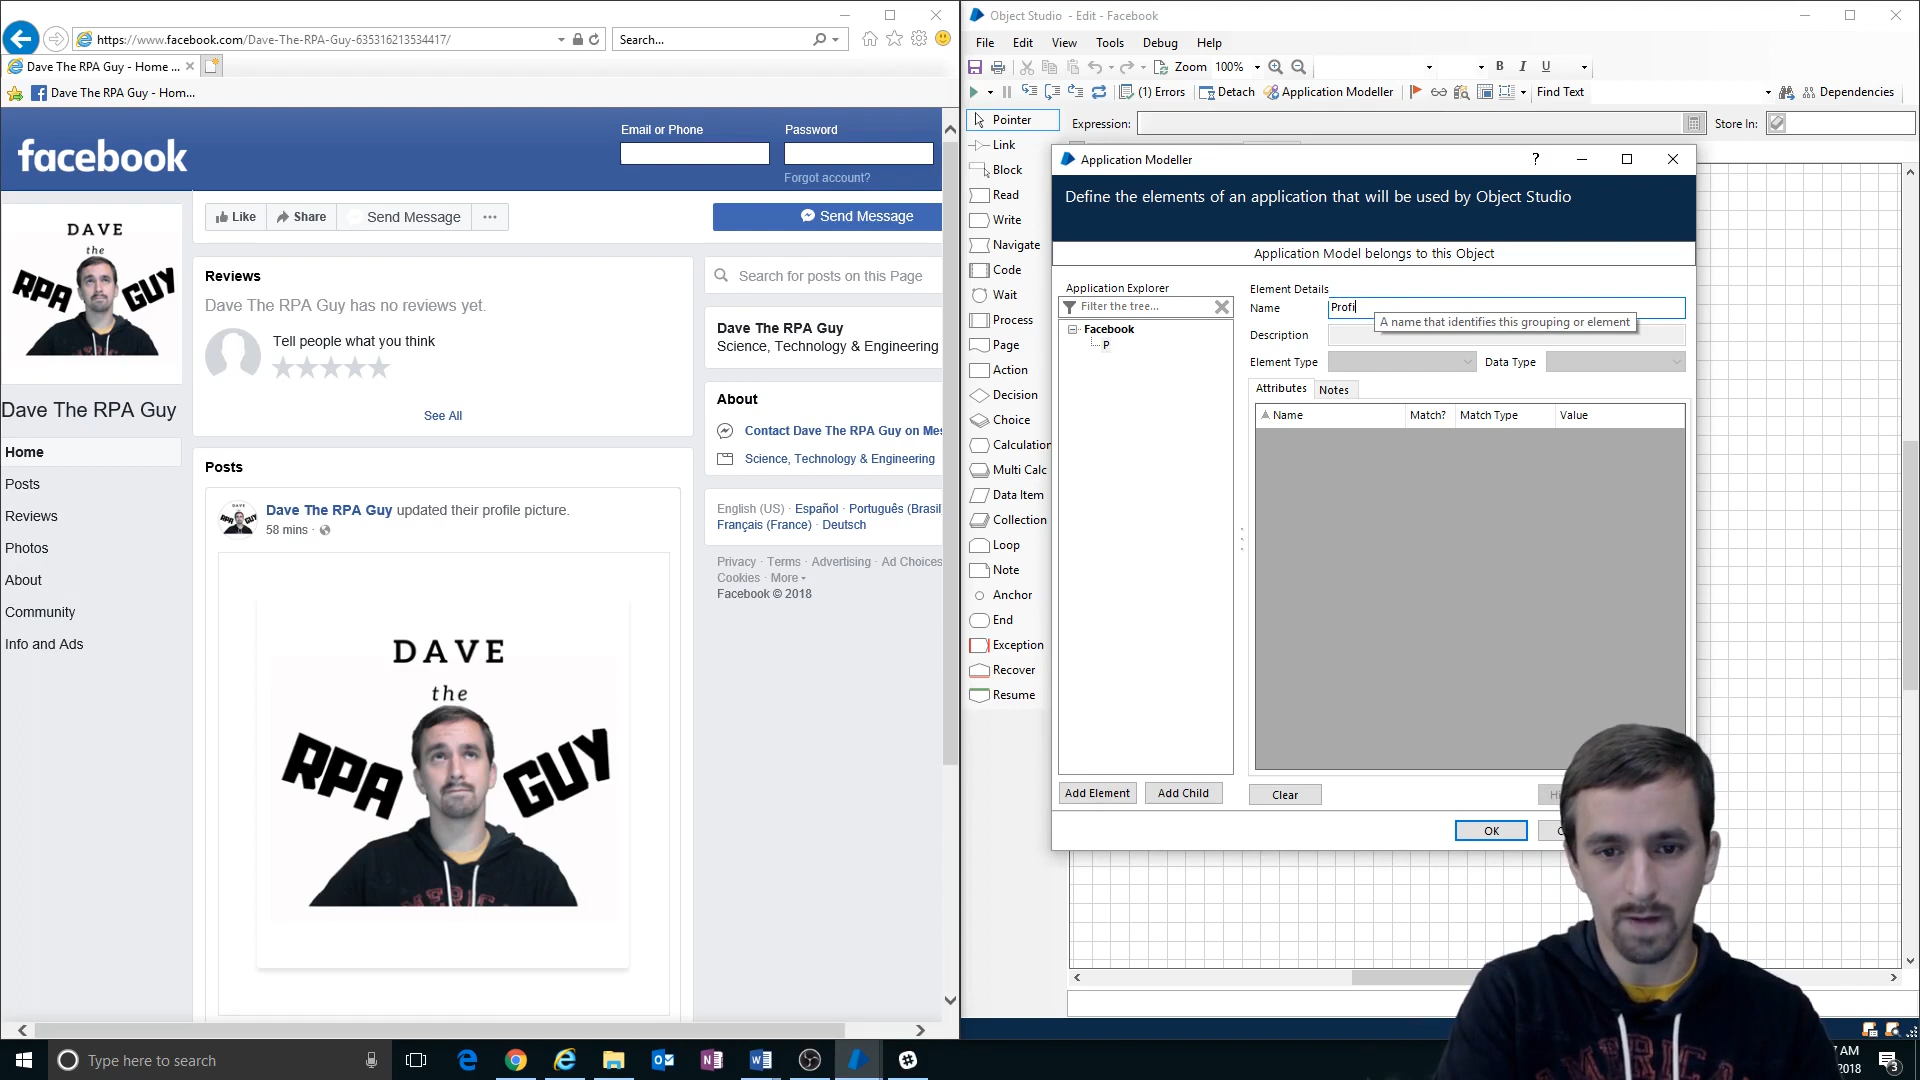 https://www.facebook.com/Dave-The-RPA-Guy-635316213534417/
Search...
Dave The RPA Guy - Home ...
Dave The RPA Guy - Hom...
facebook
Email or Phone
Password
Forgot account?
Like
Share
Send Message
Send Message
DAVE
the
RPA GUY
Dave The RPA Guy
Home
Posts
Reviews
Photos
About
Community
Info and Ads
Reviews
Dave The RPA Guy has no reviews yet.
Tell people what you think
See All
Posts
Dave The RPA Guy updated their profile picture.
58 mins
DAVE
the
RPA GUY
Search for posts on this Page
Dave The RPA Guy
Science, Technology & Engineering
About
Contact Dave The RPA Guy on Mes
Science, Technology & Engineering
English (US) · Español · Português (Brasil
Français (France) · Deutsch
Privacy · Terms · Advertising · Ad Choices
Cookies · More
Facebook © 2018
Object Studio - Edit - Facebook
File Edit View Tools Debug Help
Zoom 100% B I U
(1) Errors Detach Application Modeller Find Text Dependencies
Expression:
Store In:
Pointer
Link
Block
Read
Write
Navigate
Code
Wait
Process
Page
Action
Decision
Choice
Calculation
Multi Calc
Data Item
Collection
Loop
Note
Anchor
End
Exception
Recover
Resume
Application Modeller
?
Define the elements of an application that will be used by Object Studio
Application Model belongs to this Object
Application Explorer
Filter the tree...
Facebook
P
Add Element
Add Child
Element Details
Name
Profi
A name that identifies this grouping or element
Description
Element Type
Data Type
Attributes
Notes
Name Match? Match Type Value
Clear
Hi
OK
C
Type here to search
AM
2018
3